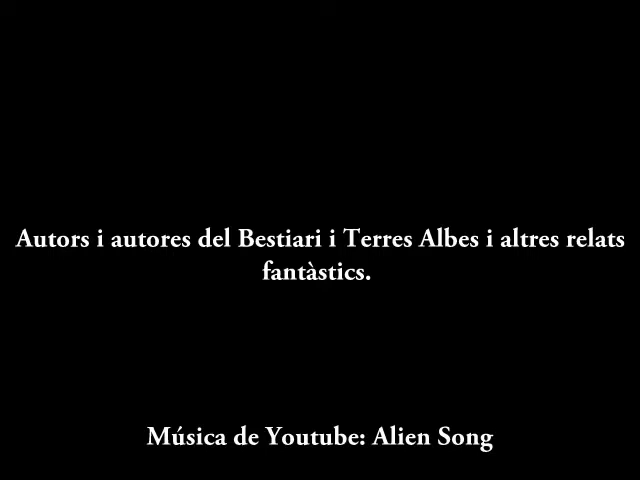 Autors i autores del Bestiari i Terres Albes i altres relats
fantàstics.
Música de Youtube: Alien Song